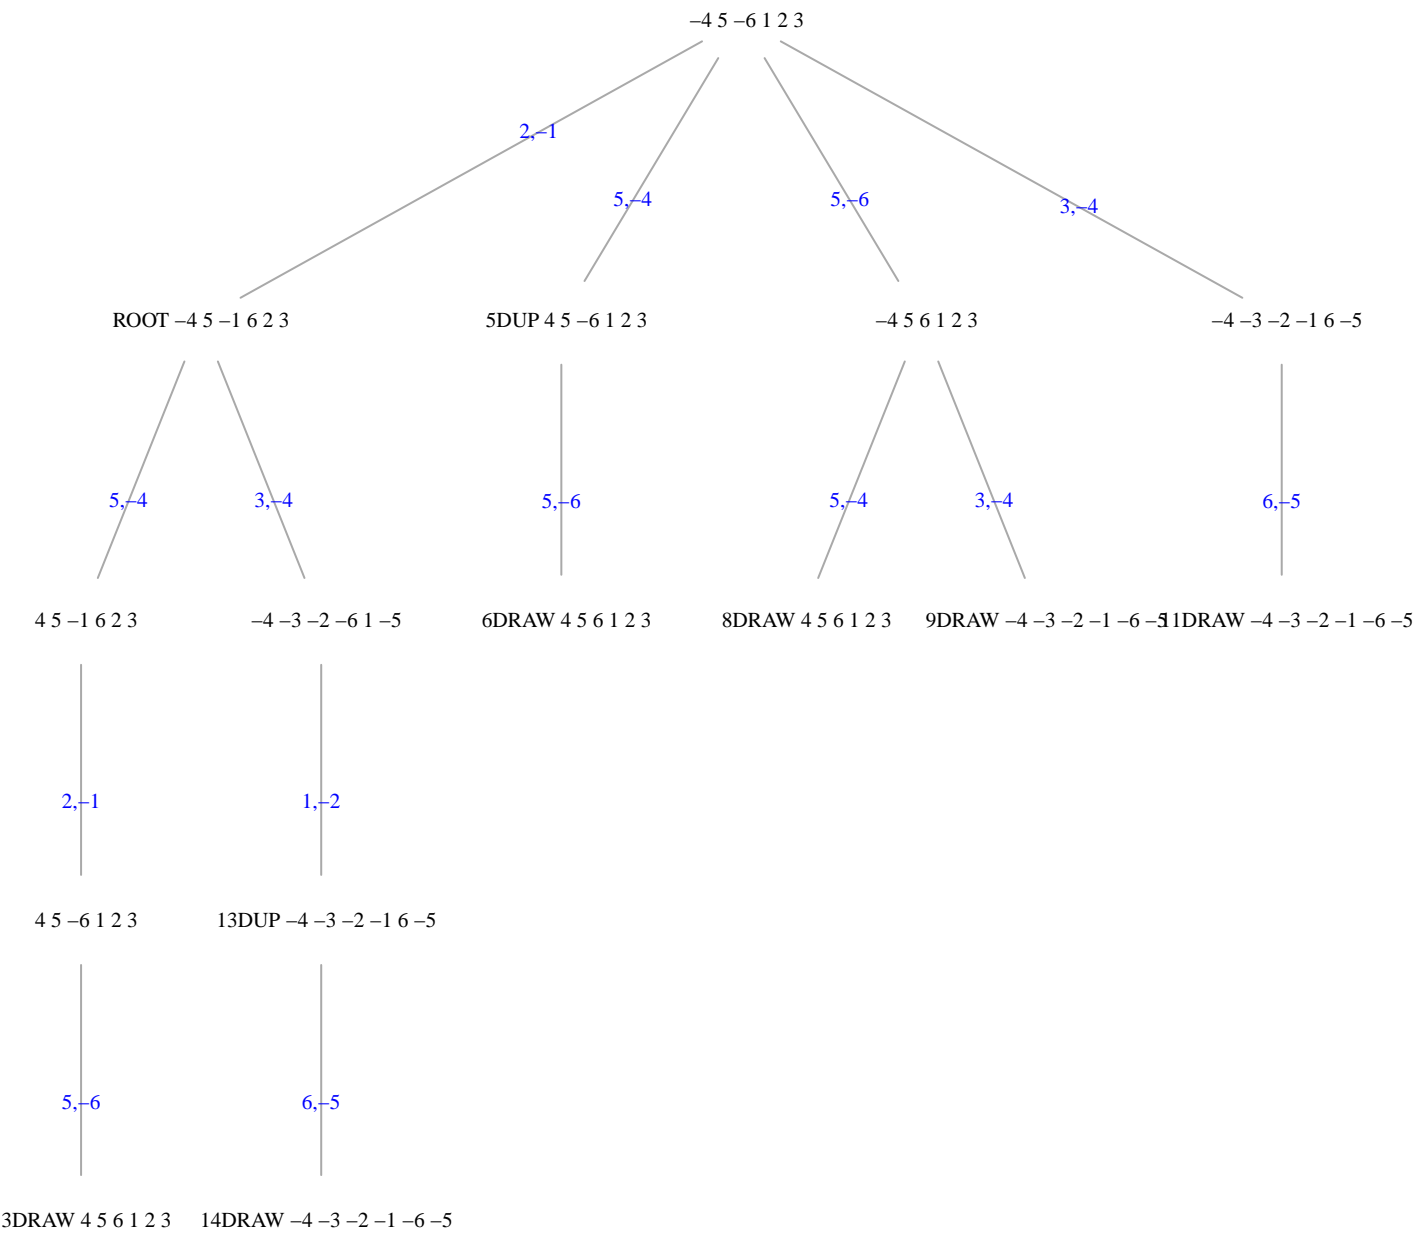 –4 5 –6 1 2 3
2,–1
5,–4
5,–6
3,–4
ROOT –4 5 –1 6 2 3
5DUP 4 5 –6 1 2 3
–4 5 6 1 2 3
–4 –3 –2 –1 6 –5
5,–4
3,–4
5,–6
5,–4
3,–4
6,–5
4 5 –1 6 2 3
–4 –3 –2 –6 1 –5
6DRAW 4 5 6 1 2 3
8DRAW 4 5 6 1 2 3
9DRAW –4 –3 –2 –1 –6 –5
11DRAW –4 –3 –2 –1 –6 –5
2,–1
1,–2
4 5 –6 1 2 3
13DUP –4 –3 –2 –1 6 –5
5,–6
6,–5
3DRAW 4 5 6 1 2 3
14DRAW –4 –3 –2 –1 –6 –5